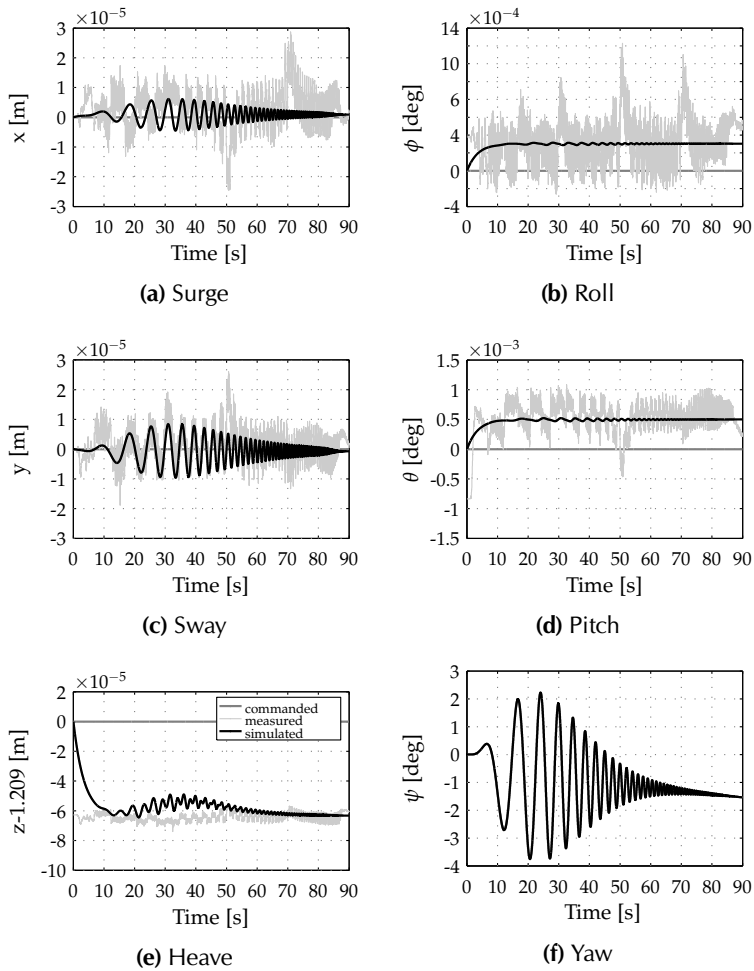 ×10⁻⁵
3
2
1
0
-1
-2
-3
x [m]
0 10 20 30 40 50 60 70 80 90
Time [s]
(a) Surge
×10⁻⁴
14
10
6
4
0
-4
ϕ [deg]
0 10 20 30 40 50 60 70 80 90
Time [s]
(b) Roll
×10⁻⁵
3
2
1
0
-1
-2
-3
y [m]
0 10 20 30 40 50 60 70 80 90
Time [s]
(c) Sway
×10⁻³
1.5
1
0.5
0
-0.5
-1
-1.5
θ [deg]
0 10 20 30 40 50 60 70 80 90
Time [s]
(d) Pitch
×10⁻⁵
2
0
-2
-4
-6
-8
-10
z-1.209 [m]
commanded
measured
simulated
0 10 20 30 40 50 60 70 80 90
Time [s]
(e) Heave
3
2
1
0
-1
-2
-3
-4
ψ [deg]
0 10 20 30 40 50 60 70 80 90
Time [s]
(f) Yaw